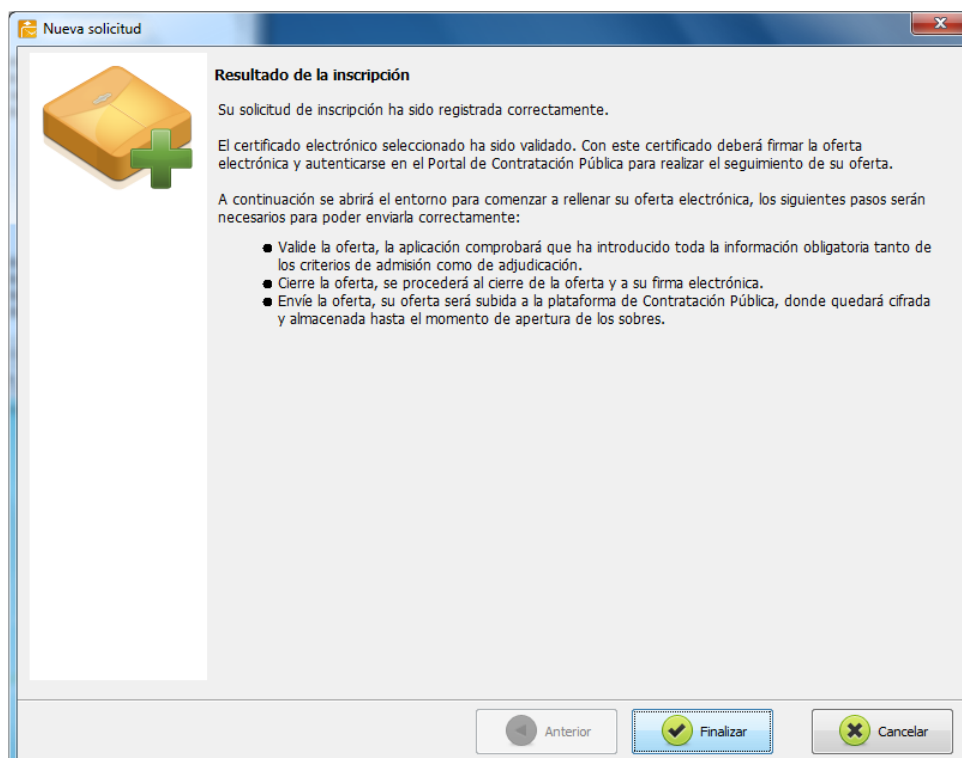 Nueva solicitud
Resultado de la inscripción
Su solicitud de inscripción ha sido registrada correctamente.
El certificado electrónico seleccionado ha sido validado. Con este certificado deberá firmar la oferta
electrónica y autenticarse en el Portal de Contratación Pública para realizar el seguimiento de su oferta.
A continuación se abrirá el entorno para comenzar a rellenar su oferta electrónica, los siguientes pasos serán
necesarios para poder enviarla correctamente:
● Valide la oferta, la aplicación comprobará que ha introducido toda la información obligatoria tanto de
los criterios de admisión como de adjudicación.
● Cierre la oferta, se procederá al cierre de la oferta y a su firma electrónica.
● Envíe la oferta, su oferta será subida a la plataforma de Contratación Pública, donde quedará cifrada
y almacenada hasta el momento de apertura de los sobres.
Anterior
Finalizar
Cancelar